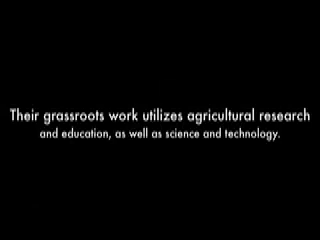 Their grassroots work utilizes agricultural research
and education, as well as science and technology.